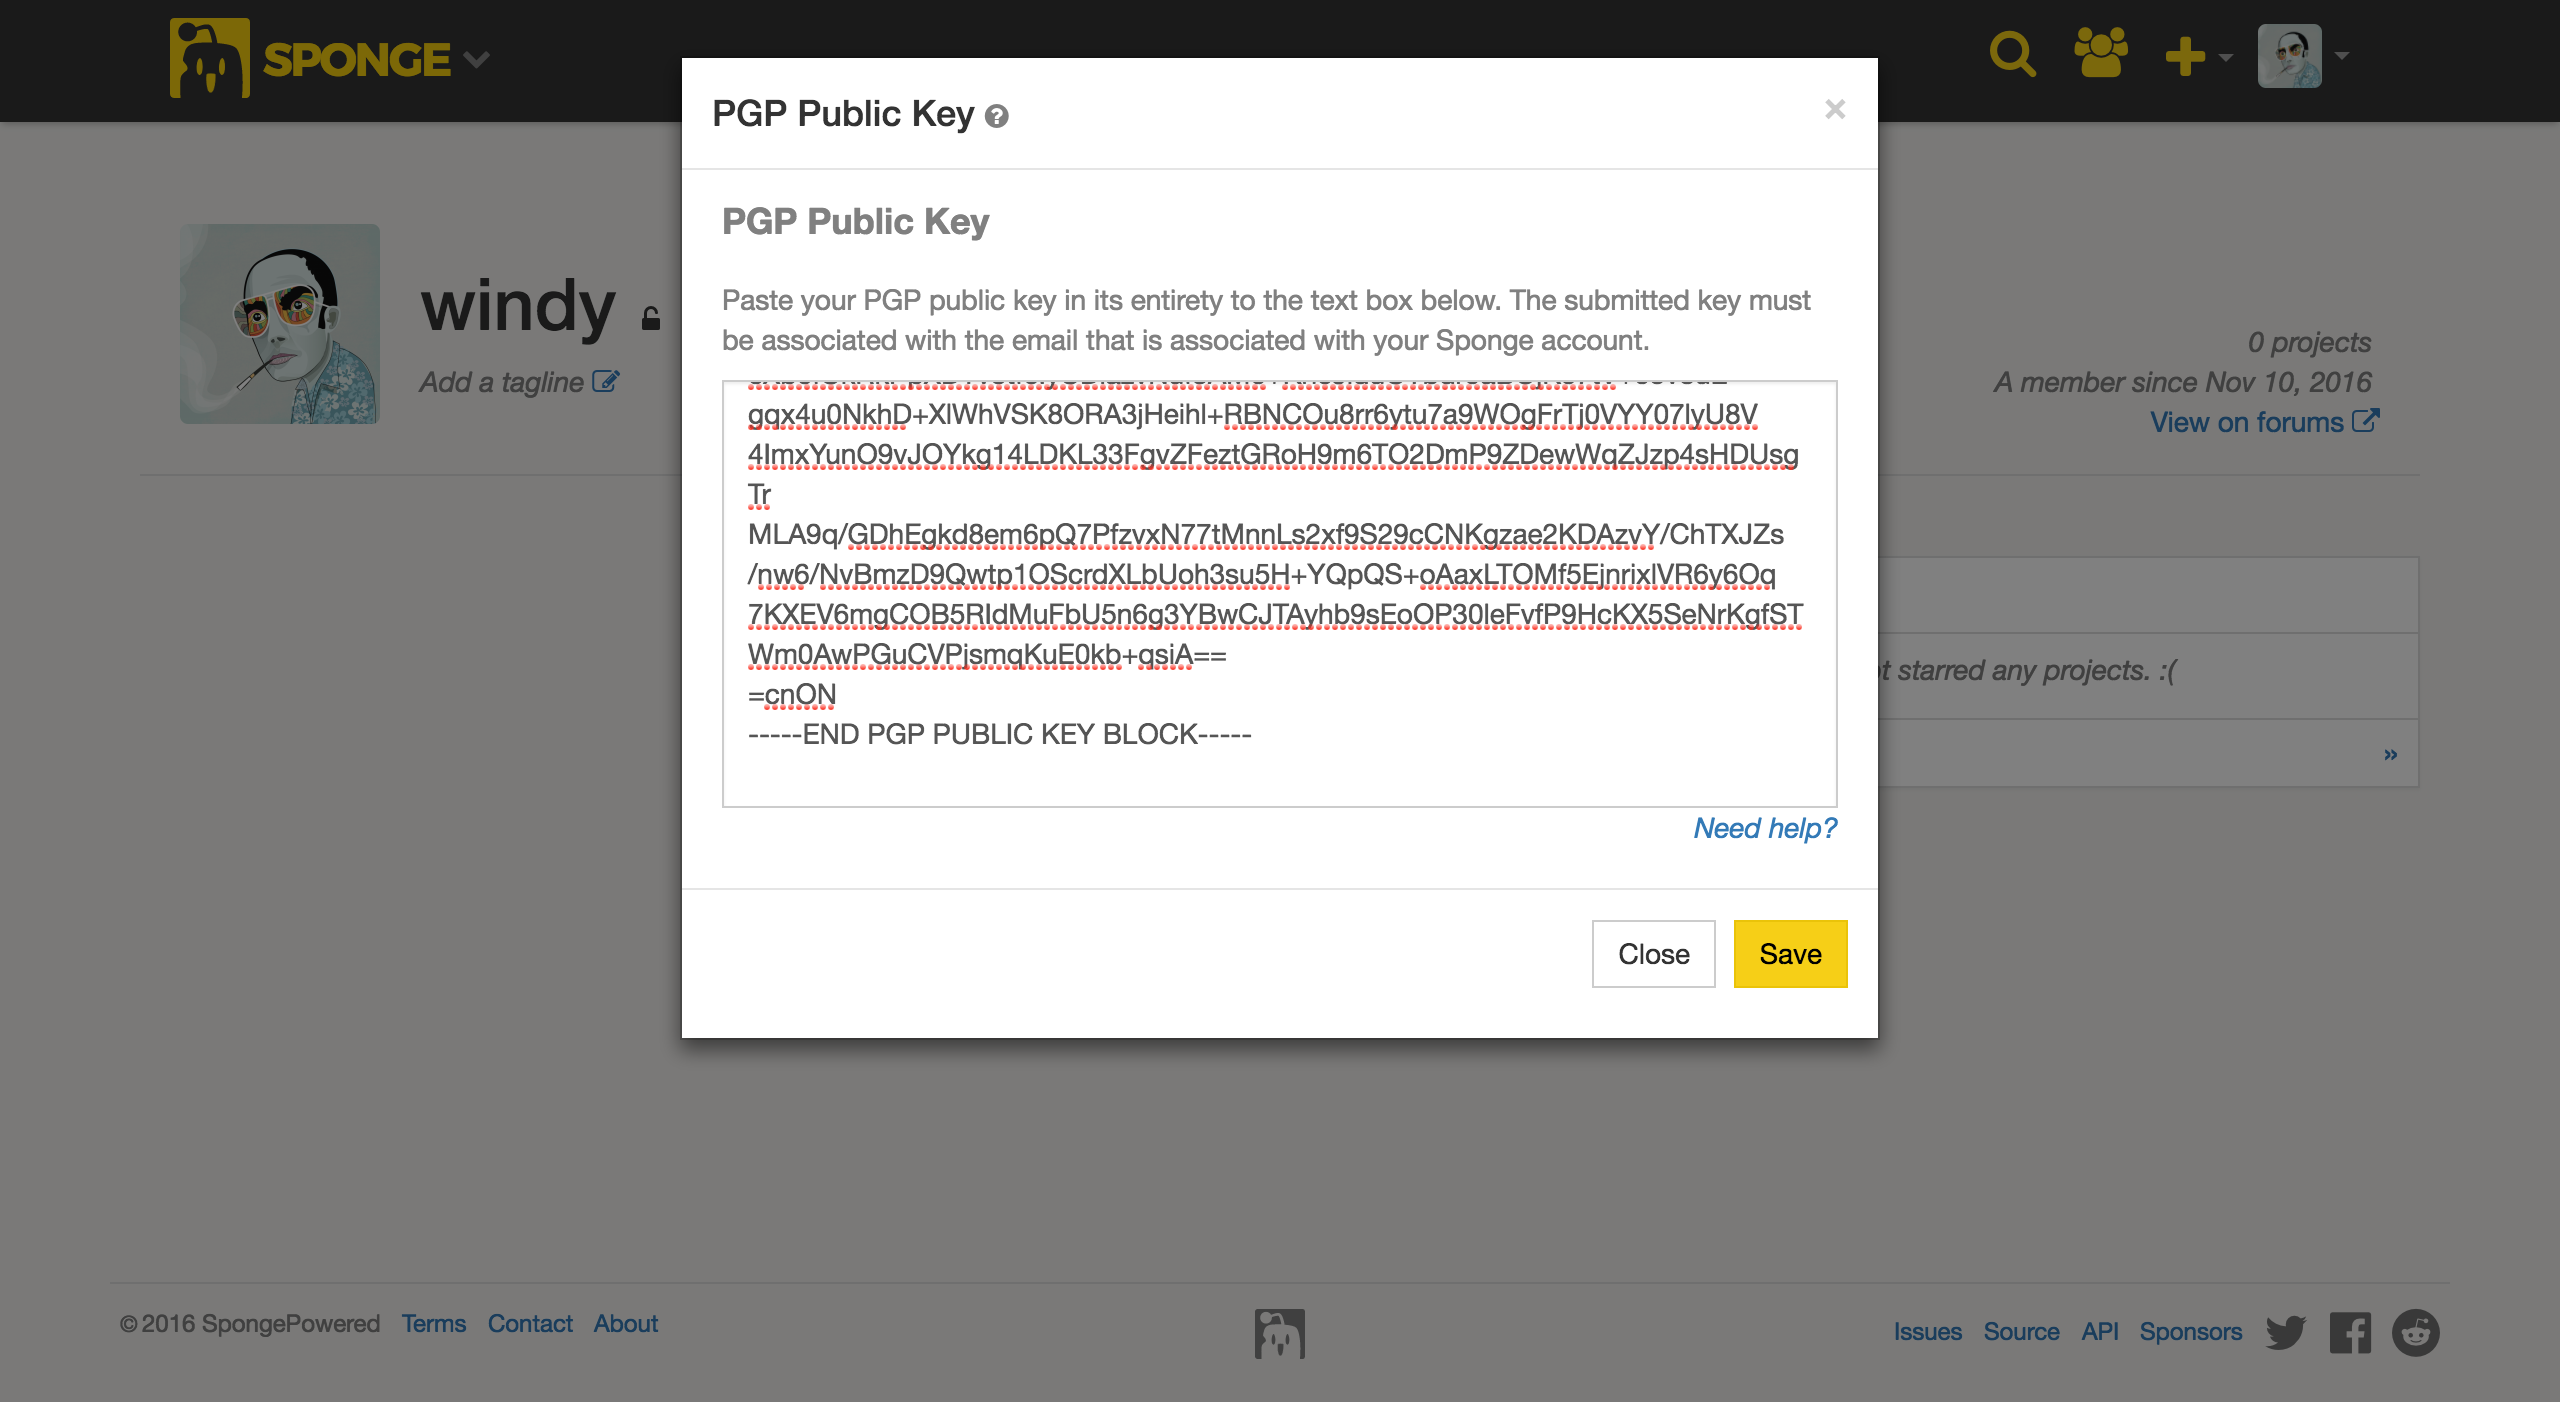 SPONGE
PGP Public Key
PGP Public Key
Paste your PGP public key in its entirety to the text box below. The submitted key must
be associated with the email that is associated with your Sponge account.
gqx4u0NkhD+XlWhVSK8ORA3jHeihl+RBNCOu8rr6ytu7a9WOgFrTj0VYY07lyU8V
4ImxYunO9vJOYkg14LDKL33FgvZFeztGRoH9m6TO2DmP9ZDewWqZJzp4sHDUsg
Tr
MLA9q/GDhEgkd8em6pQ7PfzvxN77tMnnLs2xf9S29cCNKgzae2KDAzvY/ChTXJZs
/nw6/NvBmzD9Qwtp1OScrdXLbUoh3su5H+YQpQS+oAaxLTOMf5EjnrixlVR6y6Oq
7KXEV6mgCOB5RIdMuFbU5n6g3YBwCJTAyhb9sEoOP30leFvfP9HcKX5SeNrKgfST
Wm0AwPGuCVPjsmqKuE0kb+qsiA==
=cnON
-----END PGP PUBLIC KEY BLOCK-----
Need help?
Close Save
windy
Add a tagline
0 projects
A member since Nov 10, 2016
View on forums
starred any projects. :(
»
© 2016 SpongePowered Terms Contact About
Issues Source API Sponsors